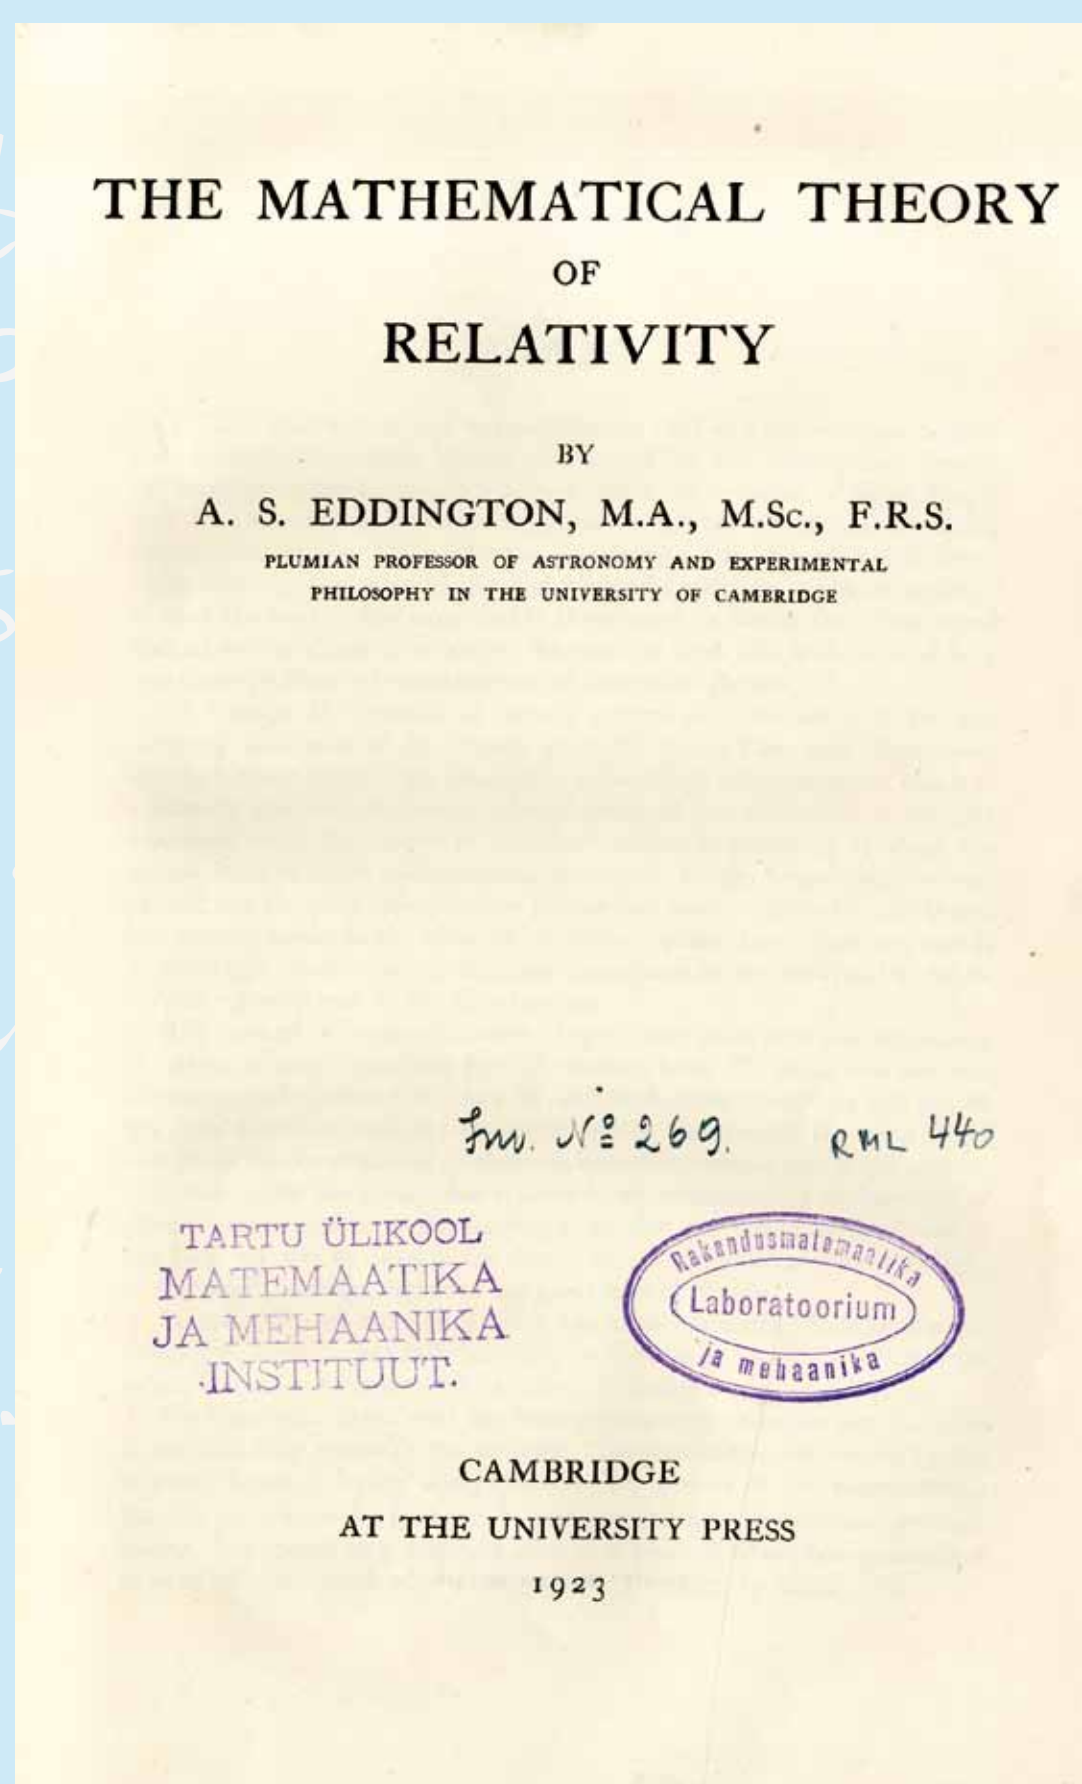 THE MATHEMATICAL THEORY
OF
RELATIVITY
BY
A. S. EDDINGTON, M.A., M.Sc., F.R.S.
PLUMIAN PROFESSOR OF ASTRONOMY AND EXPERIMENTAL
PHILOSOPHY IN THE UNIVERSITY OF CAMBRIDGE
Inv. Nº 269. RML 440
TARTU ÜLIKOOL
MATEMAATIKA
JA MEHAANIKA
INSTITUUT.
Rakendusmatemaatika
Laboratoorium
ja mehaanika
CAMBRIDGE
AT THE UNIVERSITY PRESS
1923